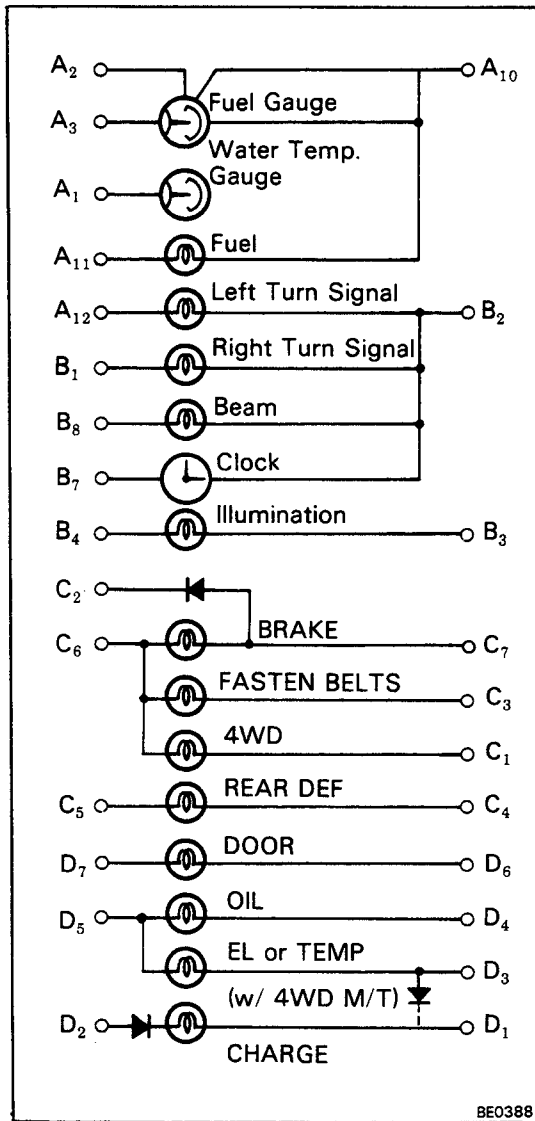 A₂ A₁₀
Fuel Gauge
A₃
Water Temp.
Gauge
A₁
Fuel
A₁₁
Left Turn Signal
A₁₂ B₂
Right Turn Signal
B₁
Beam
B₈
Clock
B₇
Illumination
B₄ B₃
C₂
BRAKE
C₆ C₇
FASTEN BELTS
C₃
4WD
C₁
REAR DEF
C₅ C₄
DOOR
D₇ D₆
OIL
D₅ D₄
EL or TEMP
D₃
(w/ 4WD M/T)
D₂ D₁
CHARGE
BE0388